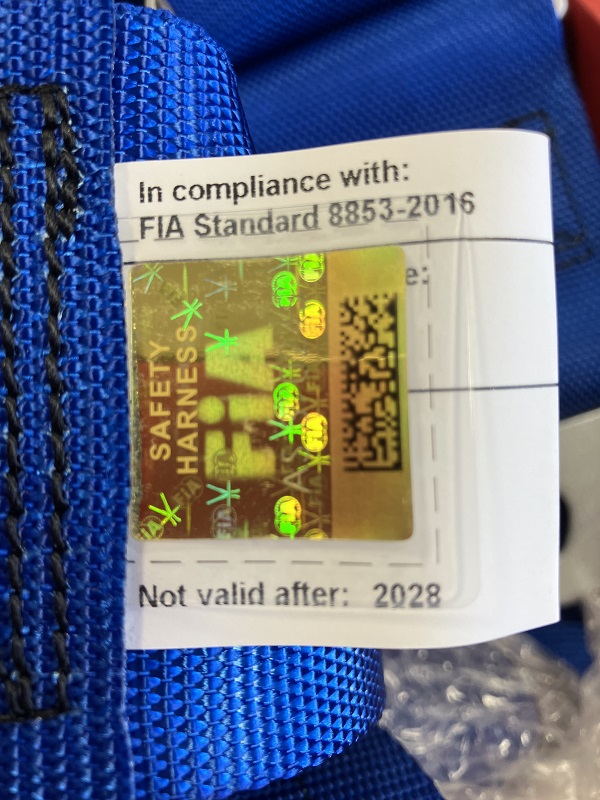 In compliance with:
FIA Standard 8853-2016
e:
SAFETY
HARNESS
FiA
Not valid after: 2028